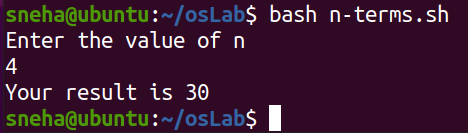 sneha@ubuntu:~/osLab$ bash n-terms.sh
Enter the value of n
4
Your result is 30
sneha@ubuntu:~/osLab$